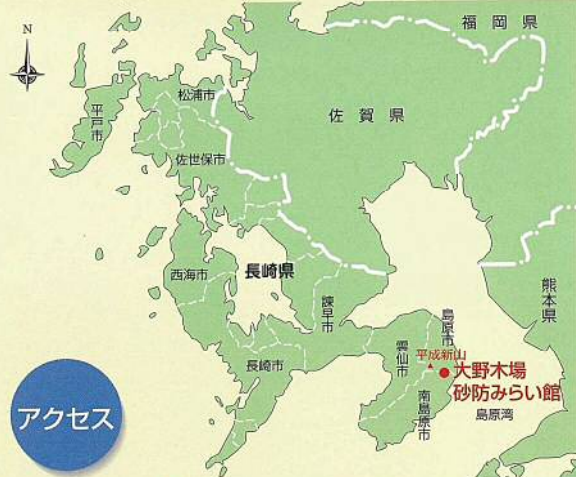 N
福岡県
松浦市
平戸市
佐賀県
佐世保市
西海市
長崎県
諫早市
熊本県
島原市
雲仙市
平成新山
長崎市
大野木場
砂防みらい館
南島原市
島原湾
アクセス